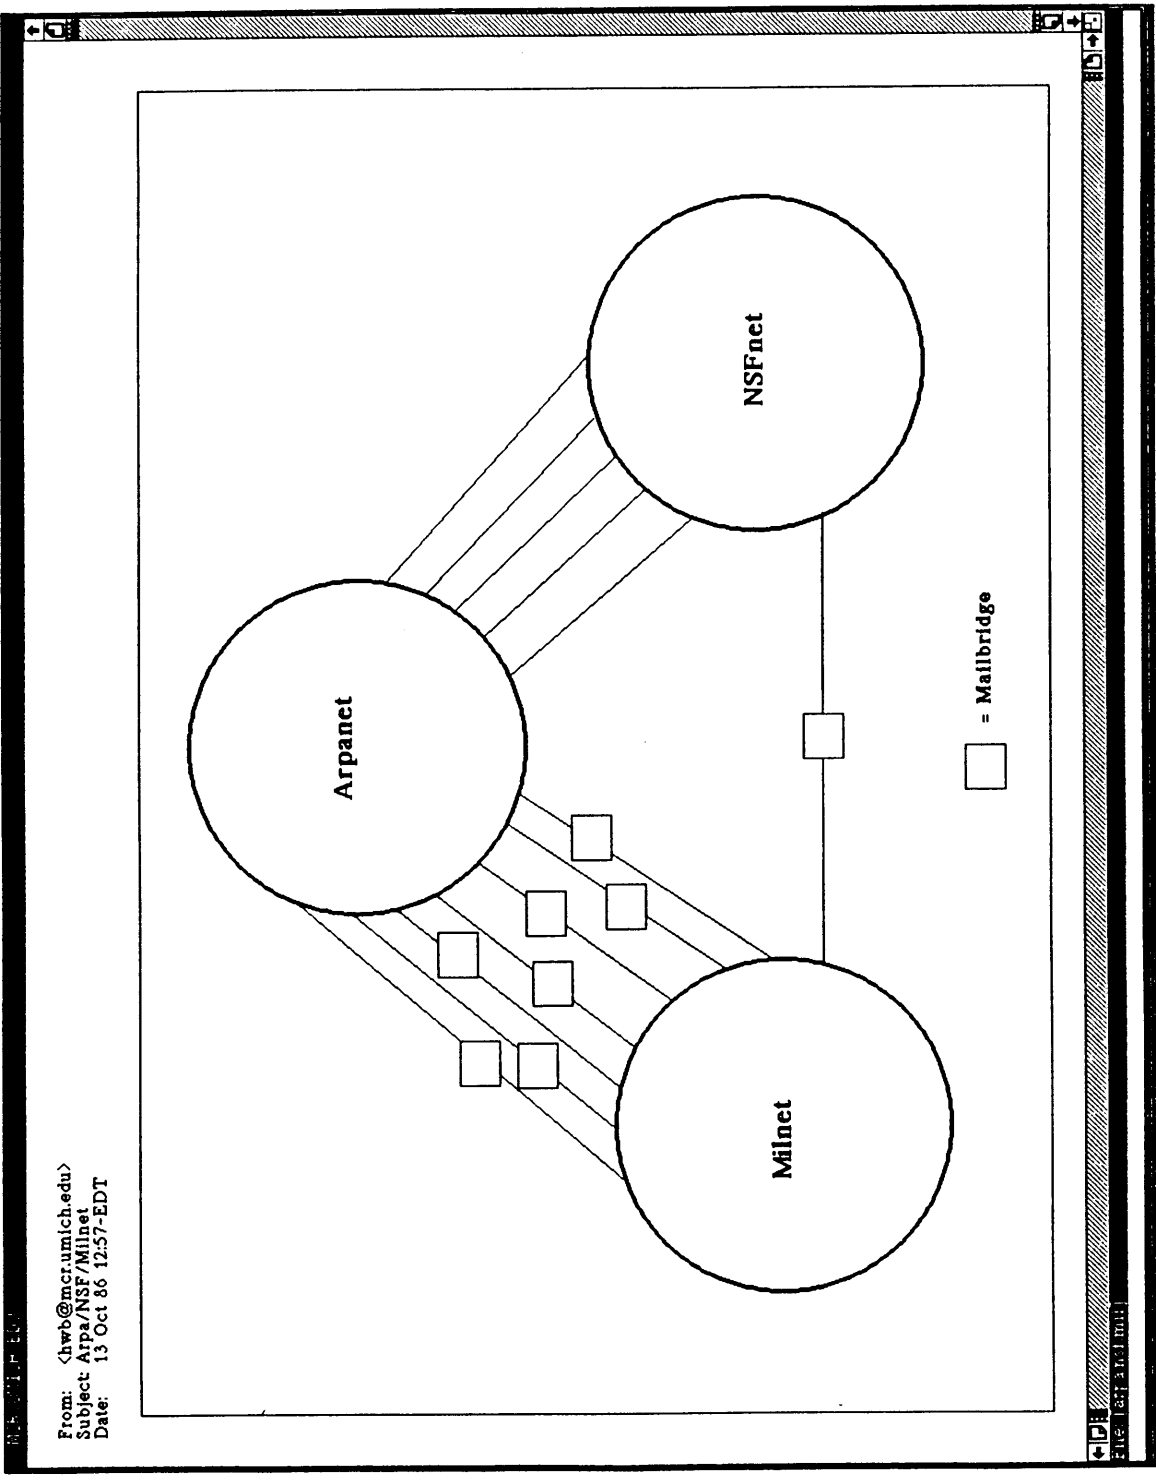 From: <hwb@mcr.umich.edu>
Subject: Arpa/NSF/Milnet
Date: 13 Oct 86 12:57-EDT
Arpanet
Milnet
NSFnet
= Mailbridge